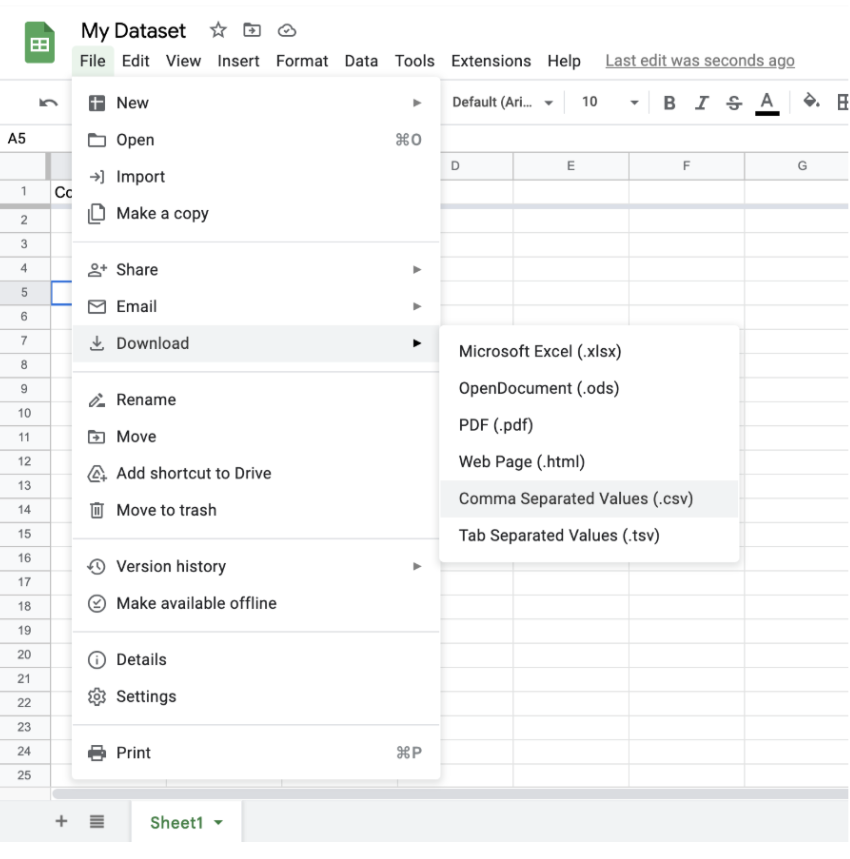 My Dataset
File Edit View Insert Format Data Tools Extensions Help Last edit was seconds ago
Default (Ari... 10 B I S A
A5
D E F G
1 Co
2
3
4
5
6
7
8
9
10
11
12
13
14
15
16
17
18
19
20
21
22
23
24
25
New
Open ⌘O
Import
Make a copy
Share
Email
Download
Rename
Move
Add shortcut to Drive
Move to trash
Version history
Make available offline
Details
Settings
Print ⌘P
Microsoft Excel (.xlsx)
OpenDocument (.ods)
PDF (.pdf)
Web Page (.html)
Comma Separated Values (.csv)
Tab Separated Values (.tsv)
Sheet1